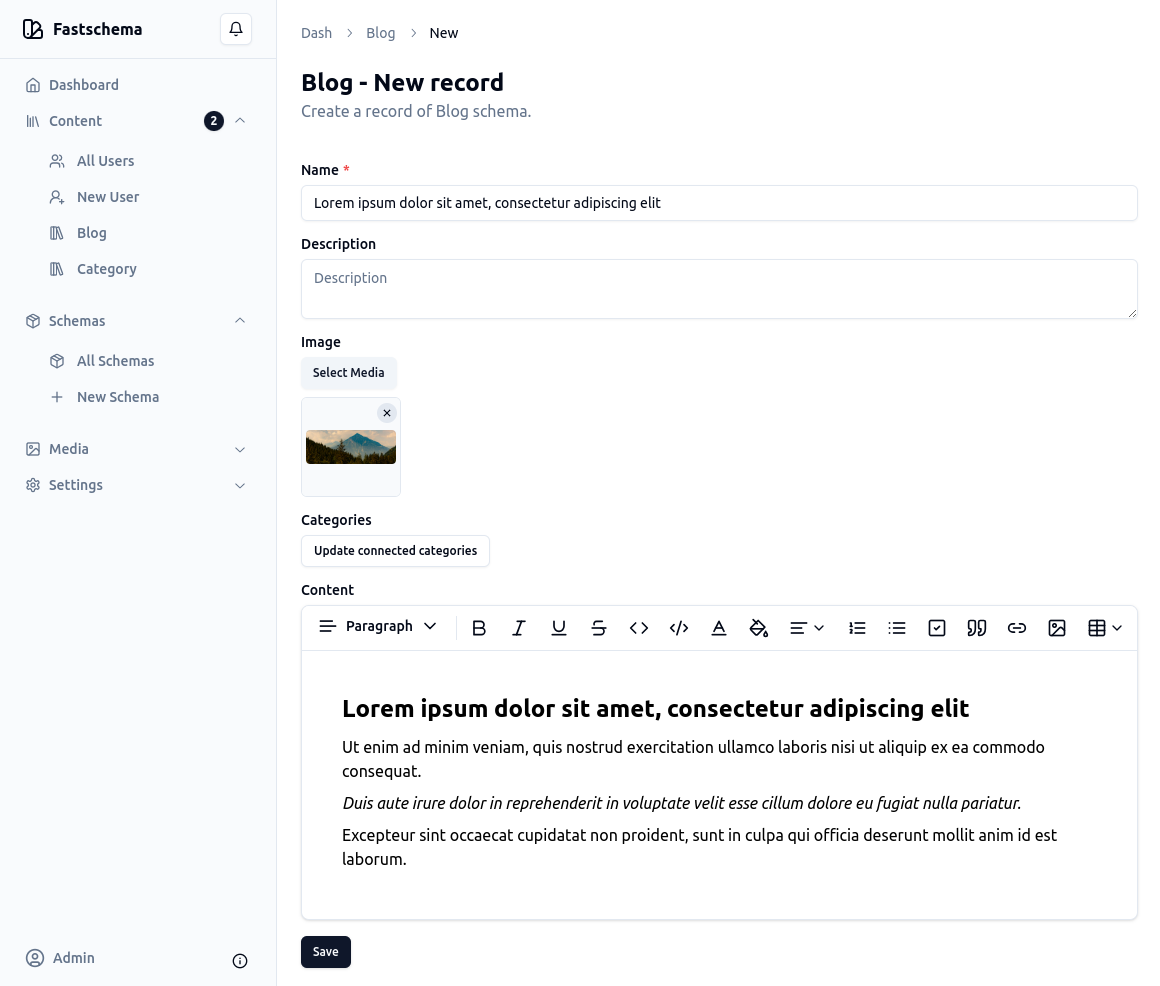 Fastschema
Dashboard
Content 2
All Users
New User
Blog
Category
Schemas
All Schemas
New Schema
Media
Settings
Admin
Dash Blog New
Blog - New record
Create a record of Blog schema.
Name *
Lorem ipsum dolor sit amet, consectetur adipiscing elit
Description
Description
Image
Select Media
Categories
Update connected categories
Content
Paragraph
Lorem ipsum dolor sit amet, consectetur adipiscing elit
Ut enim ad minim veniam, quis nostrud exercitation ullamco laboris nisi ut aliquip ex ea commodo
consequat.
Duis aute irure dolor in reprehenderit in voluptate velit esse cillum dolore eu fugiat nulla pariatur.
Excepteur sint occaecat cupidatat non proident, sunt in culpa qui officia deserunt mollit anim id est
laborum.
Save